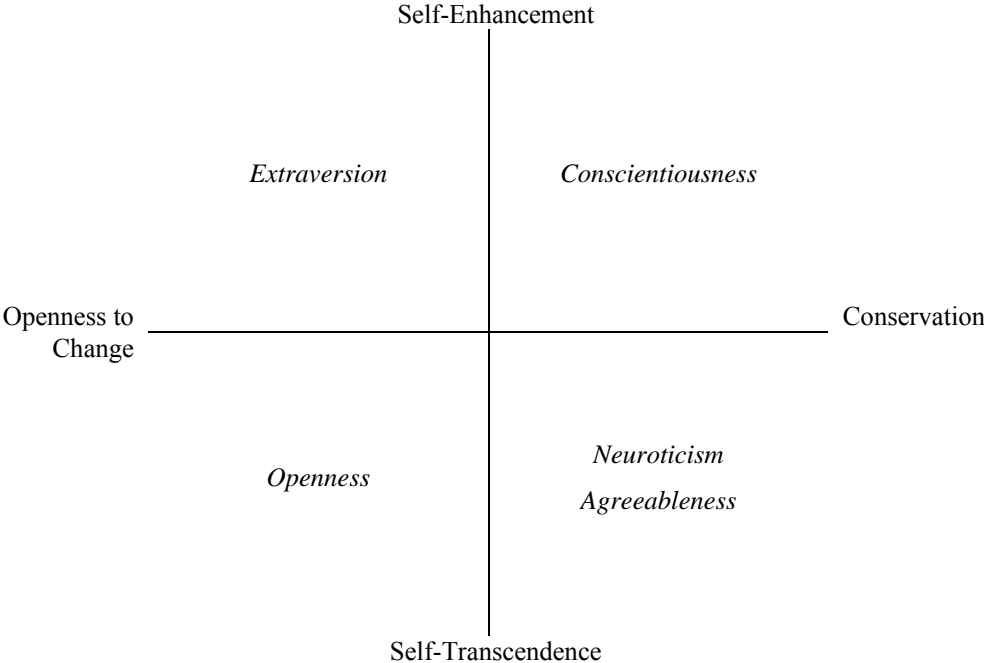 Self-Enhancement
Extraversion
Conscientiousness
Openness to
Change
Conservation
Openness
Neuroticism
Agreeableness
Self-Transcendence